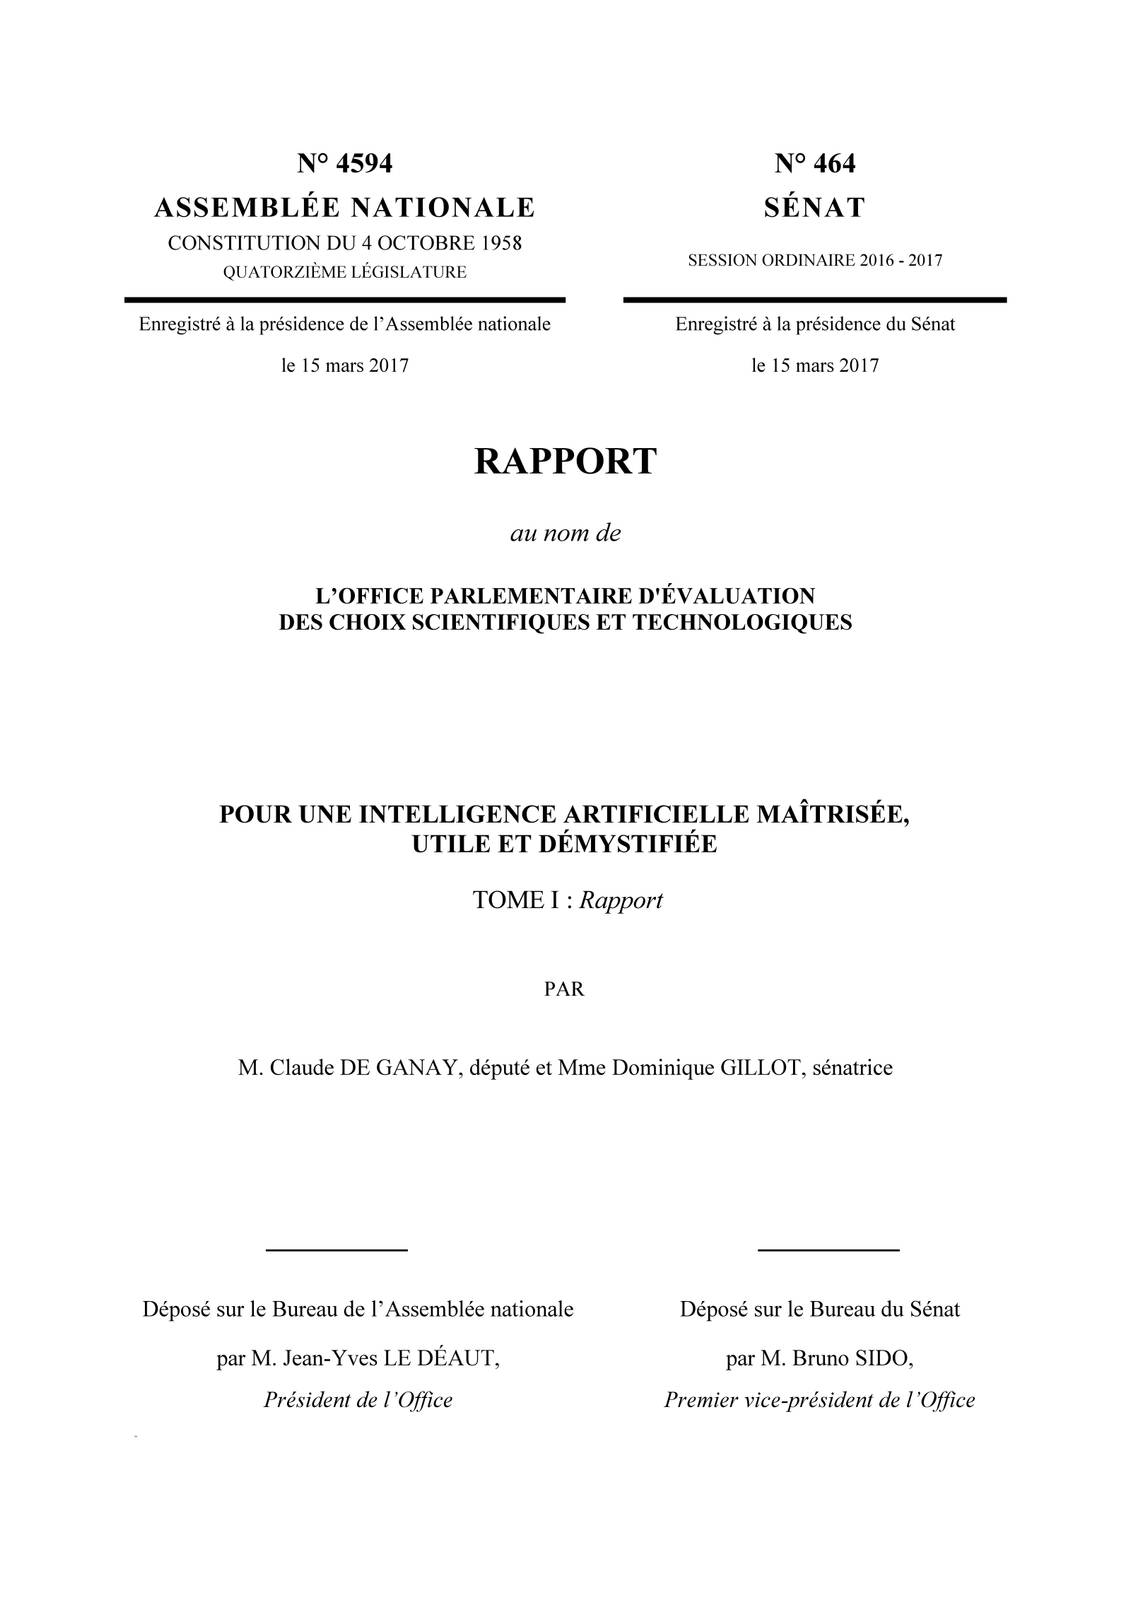 N° 4594
ASSEMBLÉE NATIONALE
CONSTITUTION DU 4 OCTOBRE 1958
QUATORZIÈME LÉGISLATURE
Enregistré à la présidence de l’Assemblée nationale
le 15 mars 2017
N° 464
SÉNAT
SESSION ORDINAIRE 2016 - 2017
Enregistré à la présidence du Sénat
le 15 mars 2017
RAPPORT
au nom de
L’OFFICE PARLEMENTAIRE D'ÉVALUATION
DES CHOIX SCIENTIFIQUES ET TECHNOLOGIQUES
POUR UNE INTELLIGENCE ARTIFICIELLE MAÎTRISÉE,
UTILE ET DÉMYSTIFIÉE
TOME I : Rapport
PAR
M. Claude DE GANAY, député et Mme Dominique GILLOT, sénatrice
Déposé sur le Bureau de l’Assemblée nationale
par M. Jean-Yves LE DÉAUT,
Président de l’Office
Déposé sur le Bureau du Sénat
par M. Bruno SIDO,
Premier vice-président de l’Office